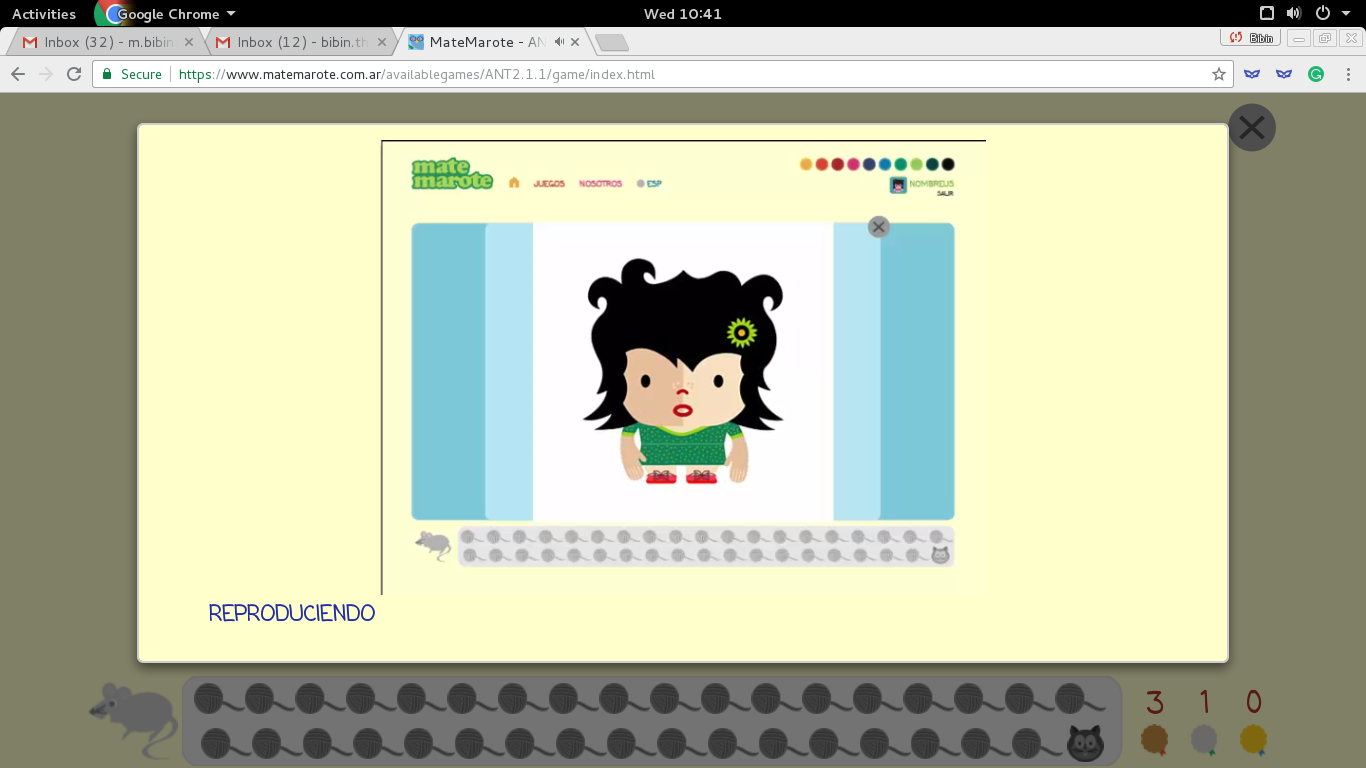 Activities
Google Chrome
Wed 10:41
Inbox (32) - m.bibin
Inbox (12) - bibin.th
MateMarote - AN
Bibin
Secure
https://www.matemarote.com.ar/availablegames/ANT2.1.1/game/index.html
mate
marote
JUEGOS
NOSOTROS
ESP
NOMBREUS
SALIR
REPRODUCIENDO
3 1 0